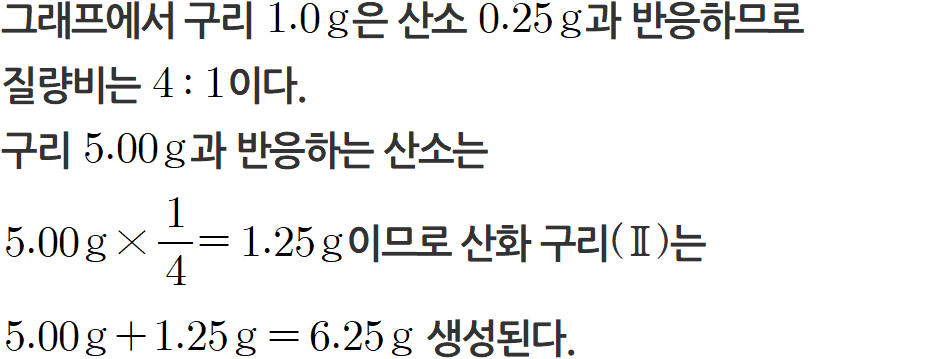 그래프에서 구리 1.0 g은 산소 0.25 g과 반응하므로
질량비는 4 : 1이다.
구리 5.00 g과 반응하는 산소는
5.00 g × 1/4 = 1.25 g이므로 산화 구리(Ⅱ)는
5.00 g + 1.25 g = 6.25 g 생성된다.